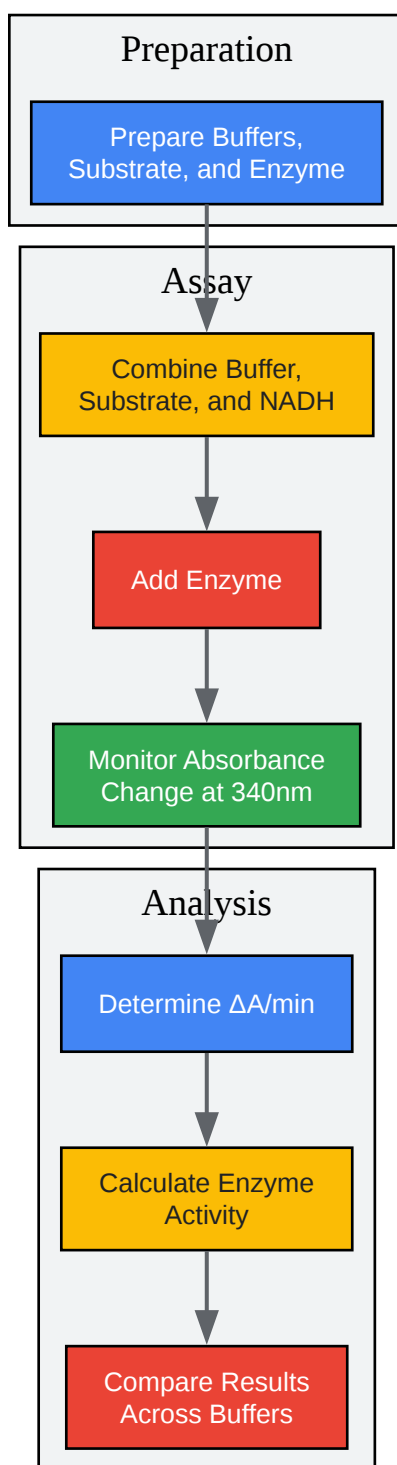 Preparation
Prepare Buffers,
Substrate, and Enzyme
Assay
Combine Buffer,
Substrate, and NADH
Add Enzyme
Monitor Absorbance
Change at 340nm
Analysis
Determine ΔA/min
Calculate Enzyme
Activity
Compare Results
Across Buffers